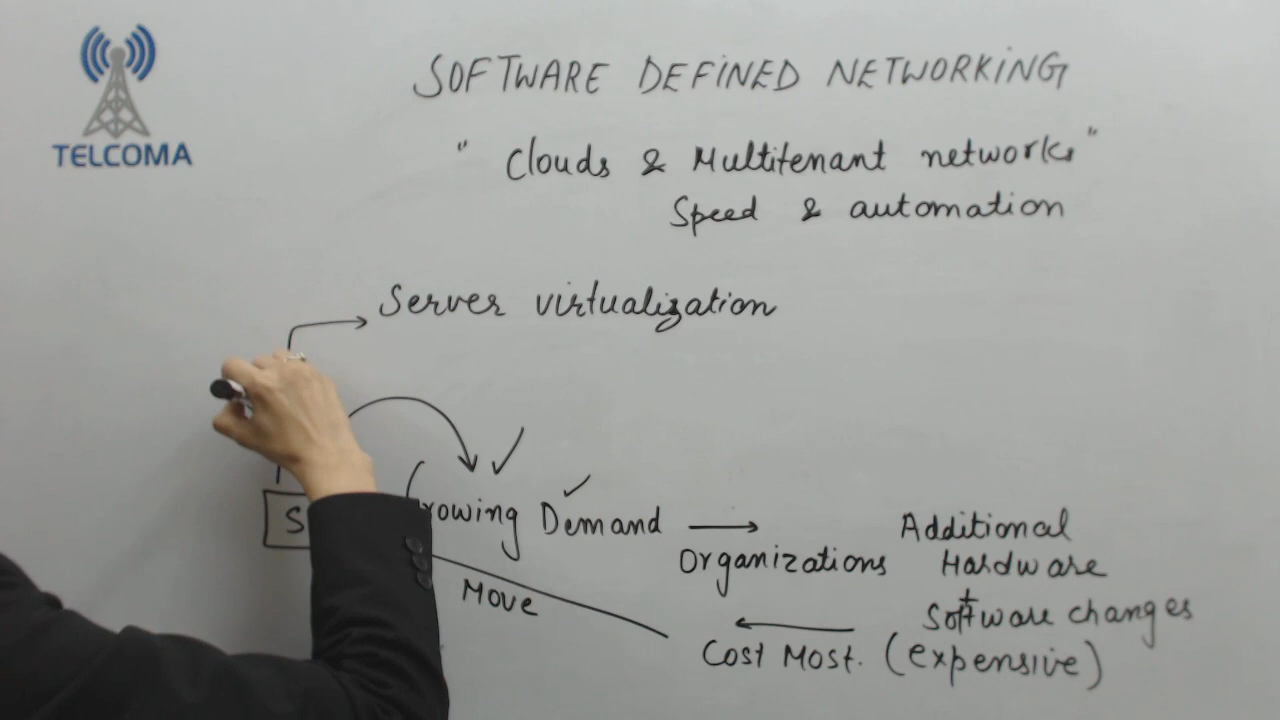 TELCOMA
SOFTWARE DEFINED NETWORKING
" Clouds & Multitenant networks "
Speed & automation
Server virtualization
Demand
Organizations
Additional
Hardware
+
Software changes
(expensive)
Cost Most.
Move